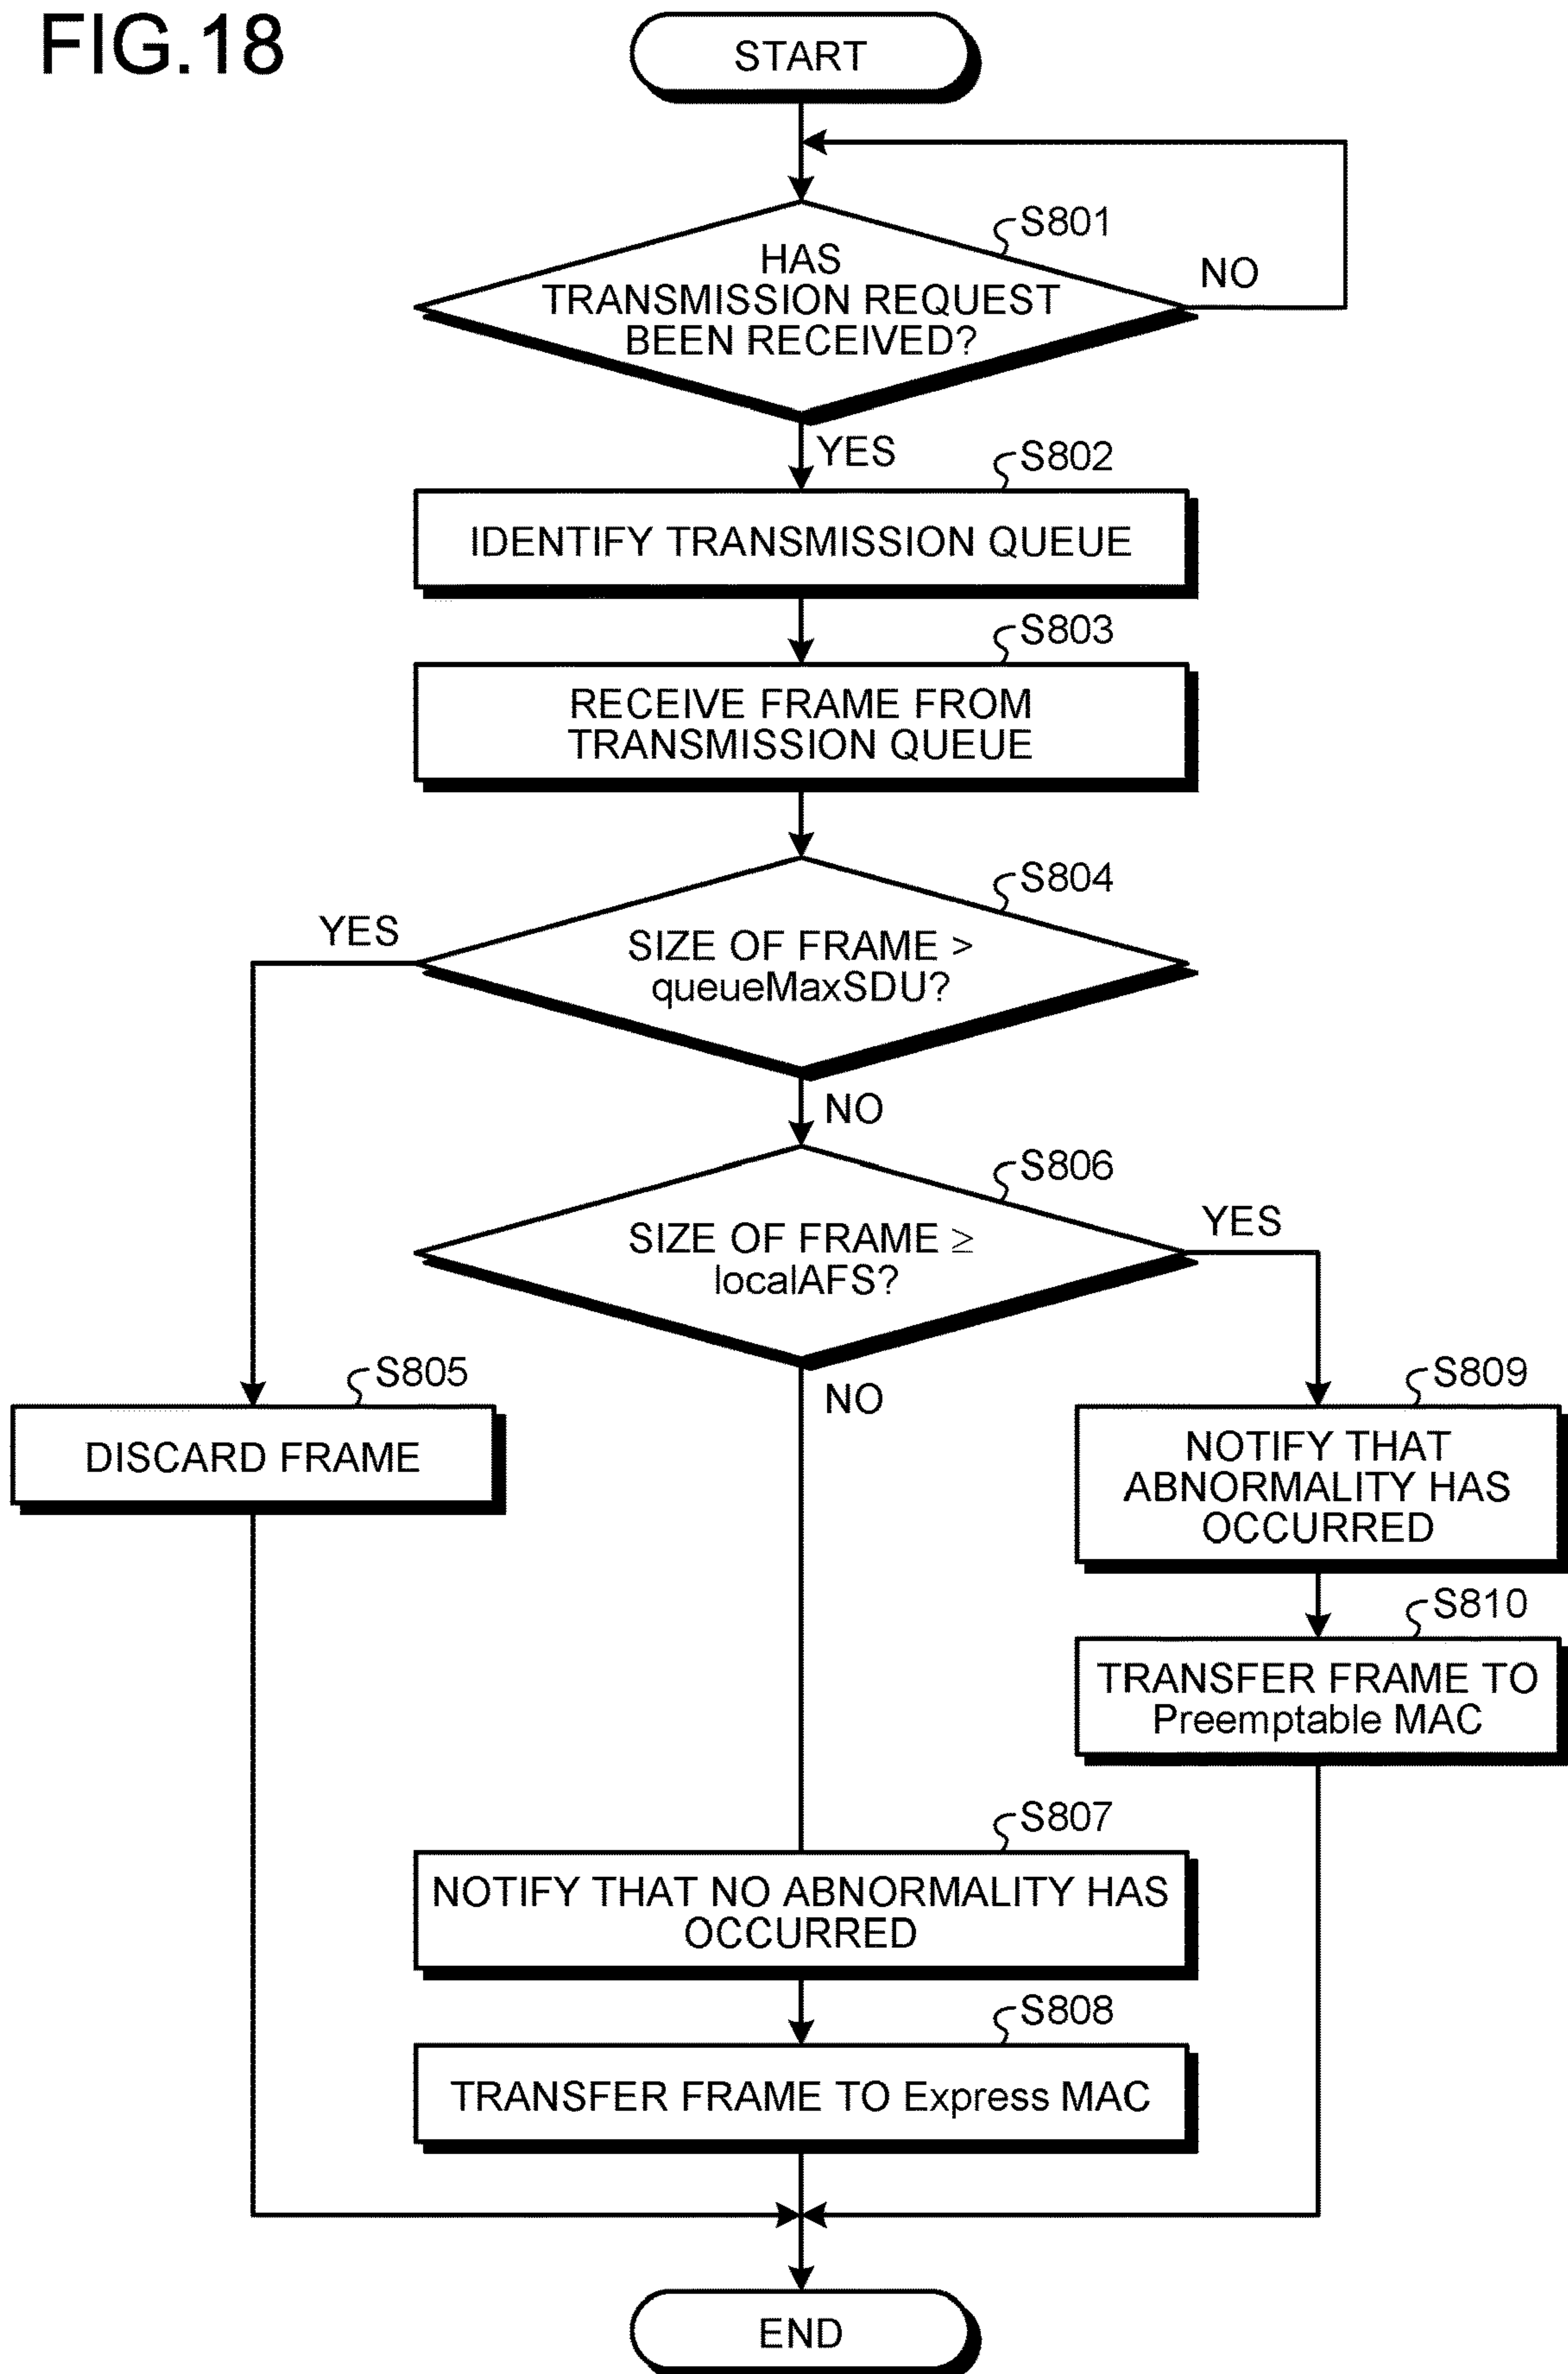 FIG.18
START
S801
HAS
TRANSMISSION REQUEST
BEEN RECEIVED?
NO
YES
S802
IDENTIFY TRANSMISSION QUEUE
S803
RECEIVE FRAME FROM
TRANSMISSION QUEUE
S804
YES
SIZE OF FRAME >
queueMaxSDU?
NO
S806
YES
SIZE OF FRAME ≥
localAFS?
NO
S805
DISCARD FRAME
S809
NOTIFY THAT
ABNORMALITY HAS
OCCURRED
S810
TRANSFER FRAME TO
Preemptable MAC
S807
NOTIFY THAT NO ABNORMALITY HAS
OCCURRED
S808
TRANSFER FRAME TO Express MAC
END